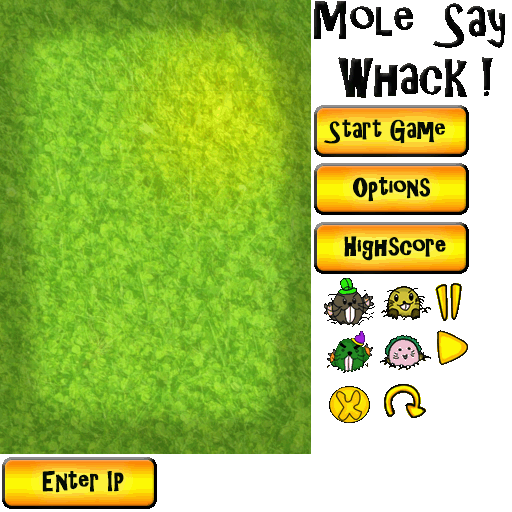 Mole Say
Whack!
Start Game
Options
HighScore
Enter IP